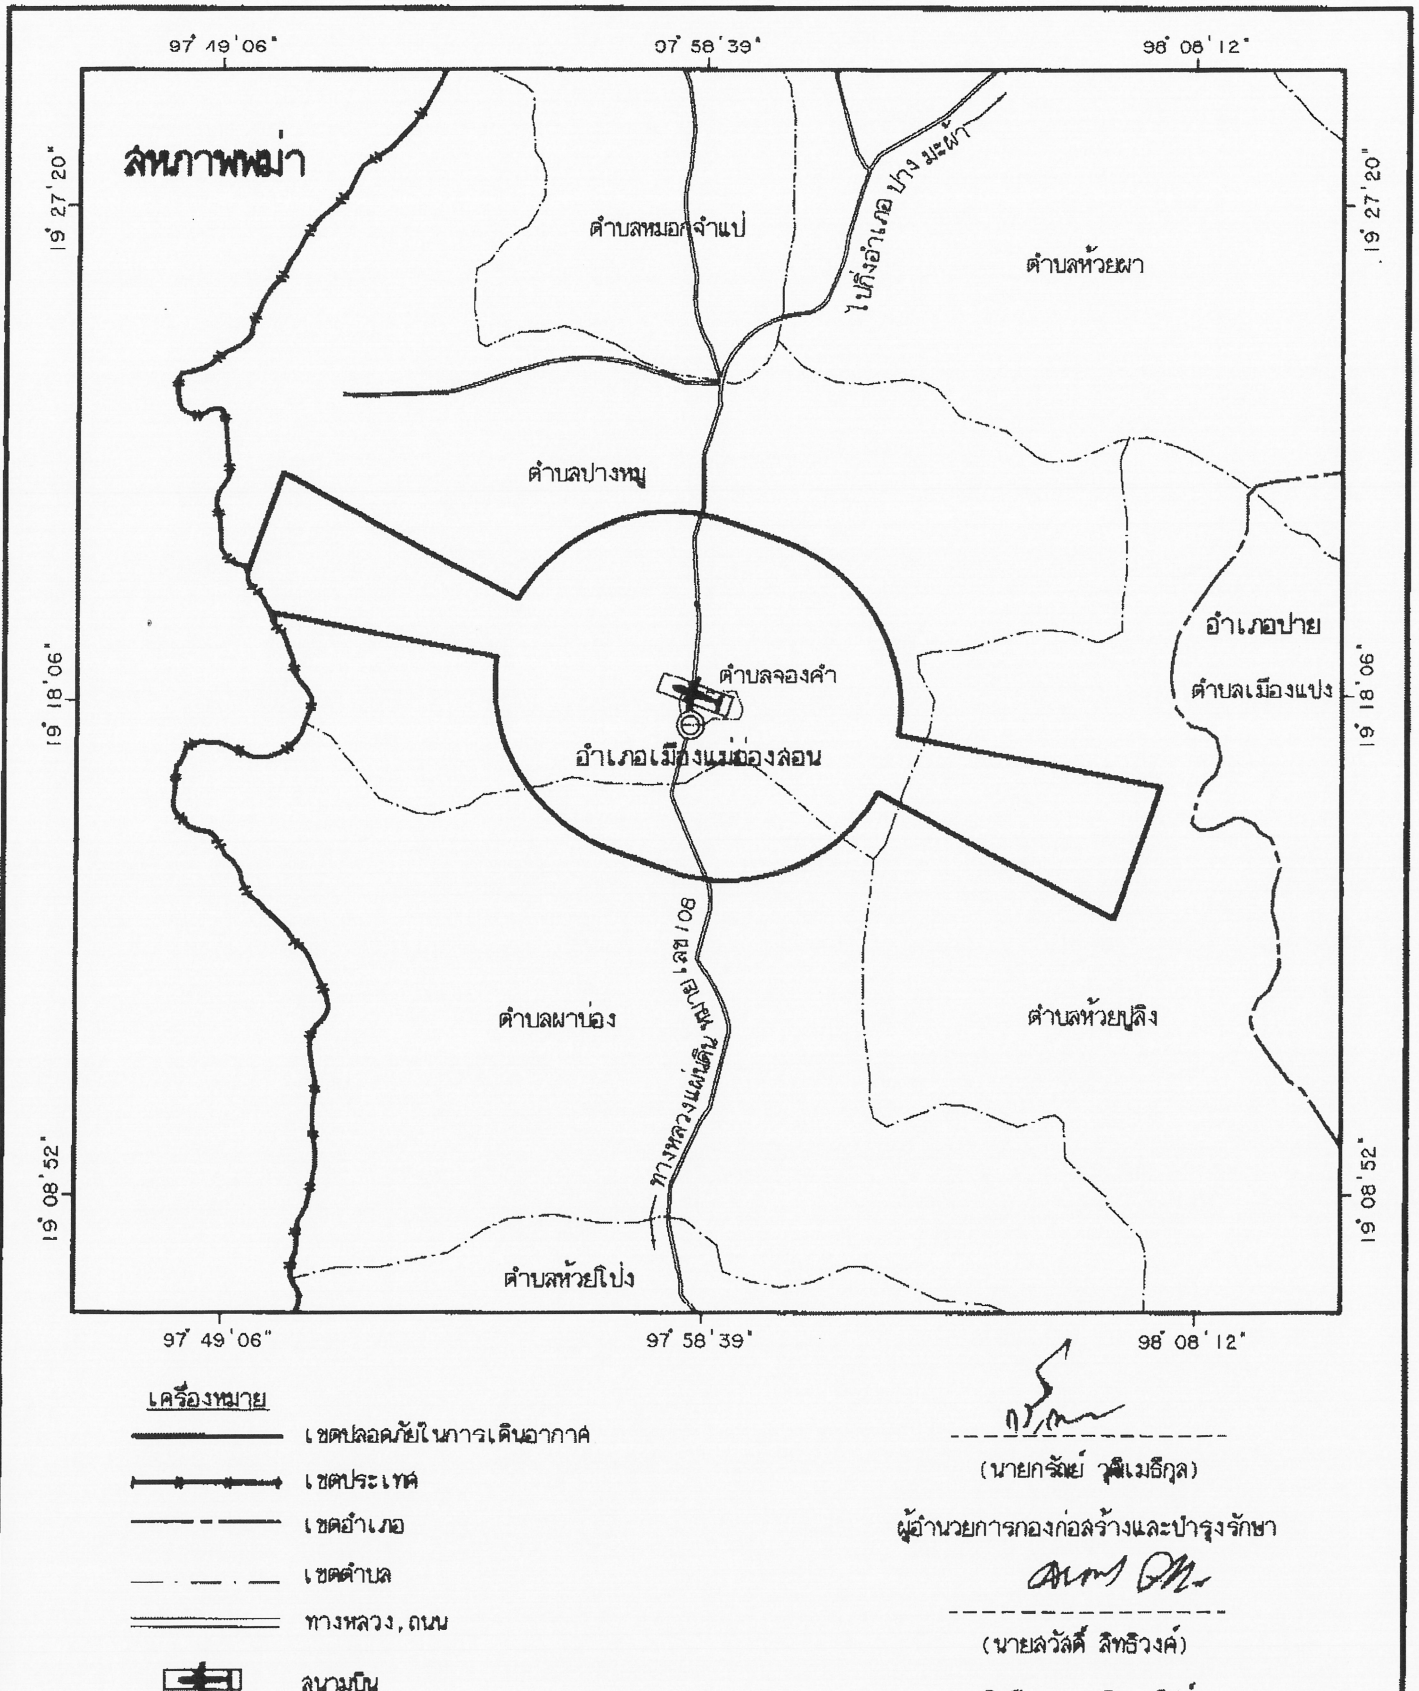 97° 49' 06" 97° 58' 39" 98° 08' 12"
สหภาพพม่า
19° 27' 20" 19° 27' 20"
ไปกิ่งอำเภอ ปาง มะผ้า
ตำบลหมอกจำแป่
ตำบลห้วยผา
ตำบลปางหมู
อำเภอปาย
ตำบลจองคำ
ตำบลเมืองแปง
19° 18' 06" 19° 18' 06"
อำเภอเมืองแม่ฮ่องสอน
ทางหลวงแผ่นดิน หมายเลข 108
ตำบลผาบ่อง
ตำบลห้วยปูลิง
19° 08' 52" 19° 08' 52"
ตำบลห้วยโป่ง
97° 49' 06" 97° 58' 39" 98° 08' 12"
เครื่องหมาย
เขตปลอดภัยในการเดินอากาศ
เขตประเทศ
เขตอำเภอ
เขตตำบล
ทางหลวง, ถนน
สนามบิน
(นายกรัณย์ วุฒิเมธีกุล)
ผู้อำนวยการกองก่อสร้างและบำรุงรักษา
(นายสวัสดิ์ สิทธิวงศ์)